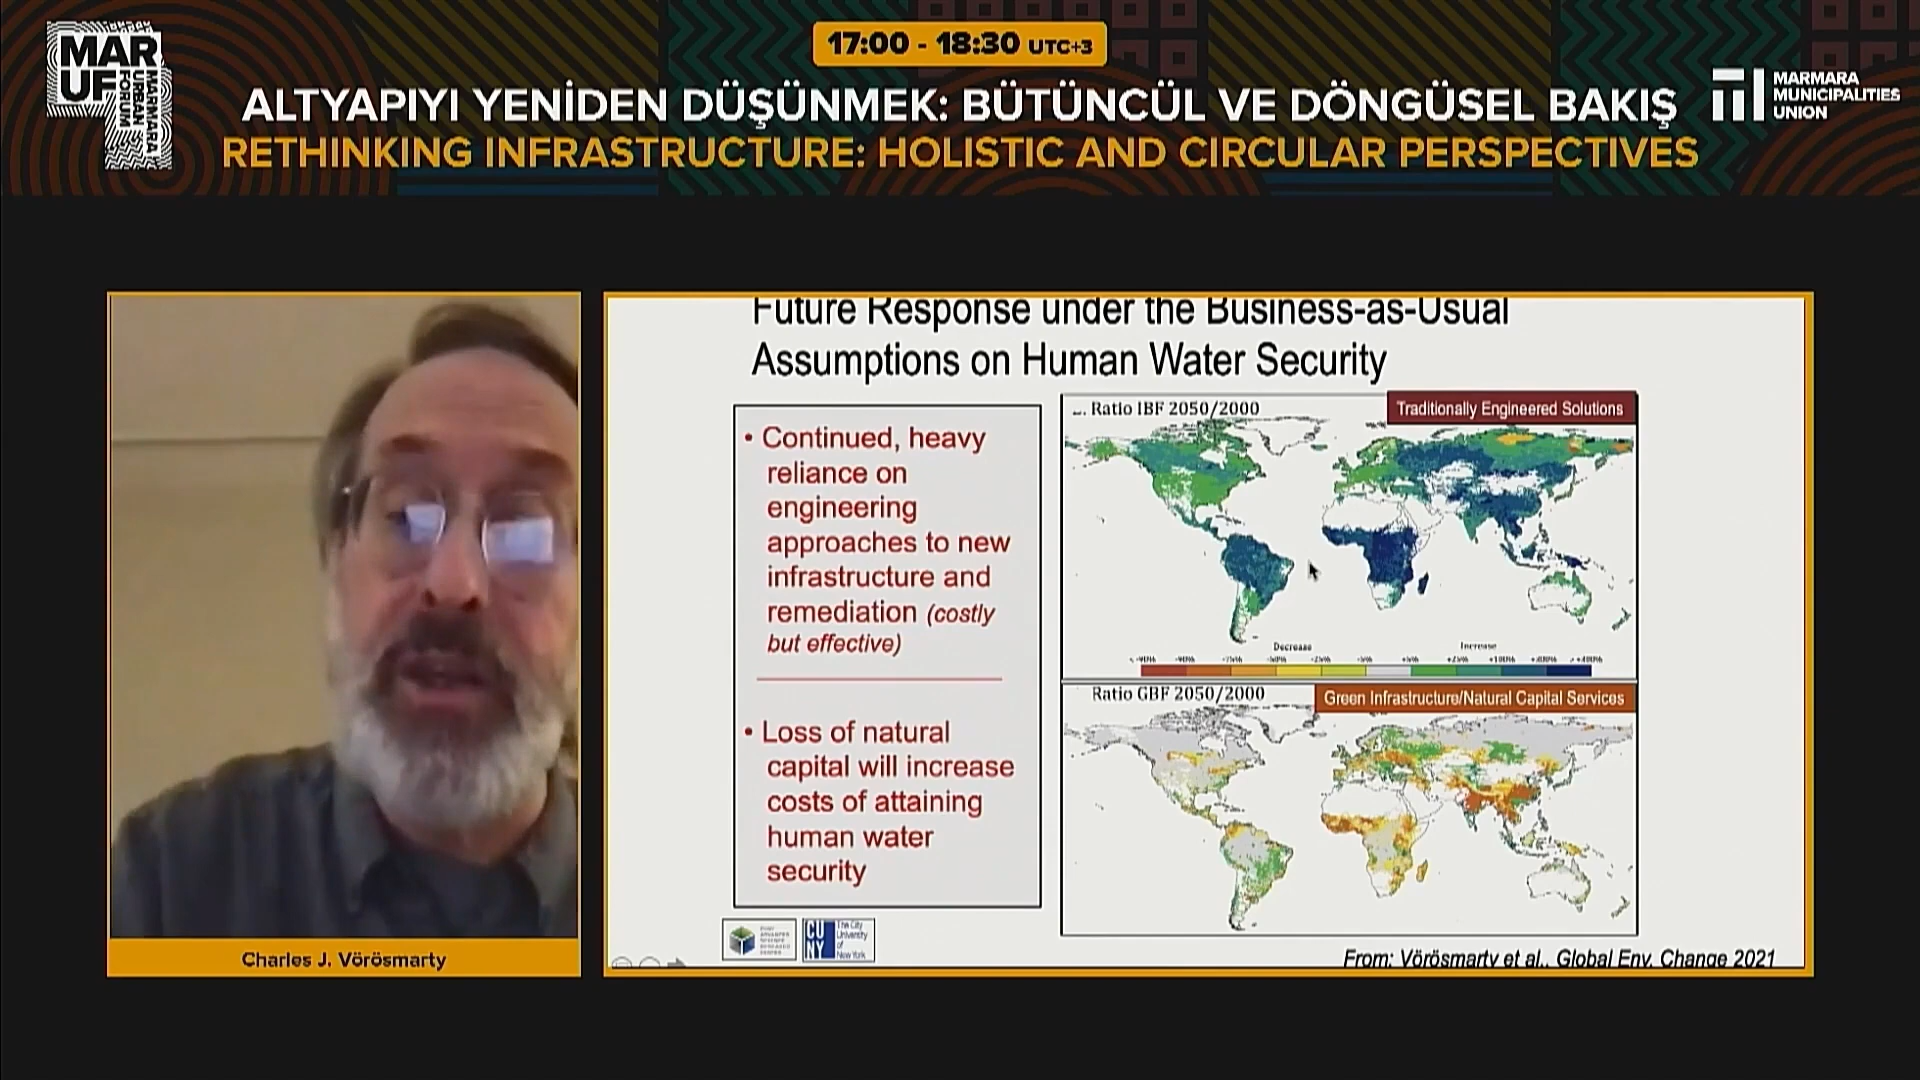 MAR
UF
MARMARA
URBAN
FORUM
17:00 - 18:30 UTC+3
ALTYAPIYI YENİDEN DÜŞÜNMEK: BÜTÜNCÜL VE DÖNGÜSEL BAKIŞ
RETHINKING INFRASTRUCTURE: HOLISTIC AND CIRCULAR PERSPECTIVES
MARMARA
MUNICIPALITIES
UNION
Future Response under the Business-as-Usual
Assumptions on Human Water Security
• Continued, heavy
reliance on
engineering
approaches to new
infrastructure and
remediation (costly
but effective)
• Loss of natural
capital will increase
costs of attaining
human water
security
Ratio IBF 2050/2000
Traditionally Engineered Solutions
Decrease
Increase
Ratio GBF 2050/2000
Green Infrastructure/Natural Capital Services
CU
NY
The City
University
of
New York
From: Vörösmarty et al., Global Env. Change 2021
Charles J. Vörösmarty